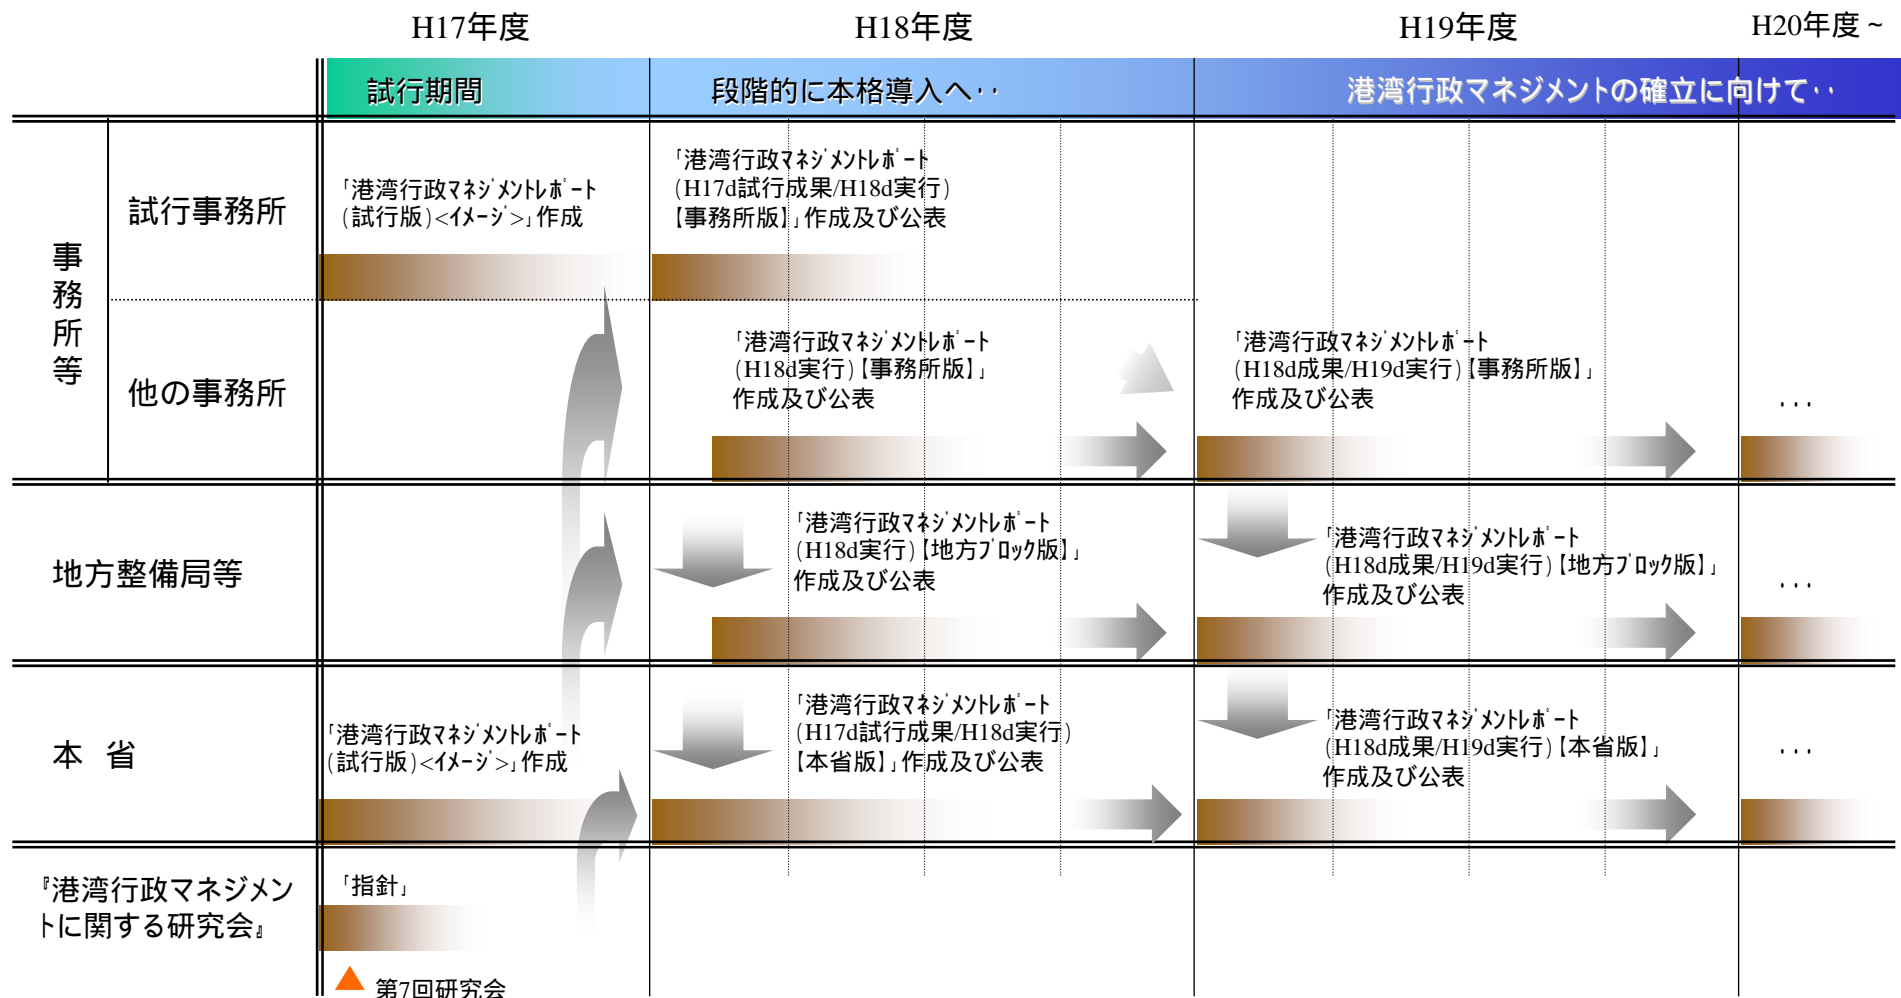 H17年度
H18年度
H19年度
H20年度~
試行期間
段階的に本格導入へ‥
港湾行政マネジメントの確立に向けて‥
事務所等
試行事務所
「港湾行政ﾏﾈｼﾞﾒﾝﾄﾚﾎﾟｰﾄ
(試行版)<ｲﾒｰｼﾞ>」作成
「港湾行政ﾏﾈｼﾞﾒﾝﾄﾚﾎﾟｰﾄ
(H17d試行成果/H18d実行)
【事務所版】」作成及び公表
他の事務所
「港湾行政ﾏﾈｼﾞﾒﾝﾄﾚﾎﾟｰﾄ
(H18d実行)【事務所版】」
作成及び公表
「港湾行政ﾏﾈｼﾞﾒﾝﾄﾚﾎﾟｰﾄ
(H18d成果/H19d実行)【事務所版】」
作成及び公表
･･･
地方整備局等
「港湾行政ﾏﾈｼﾞﾒﾝﾄﾚﾎﾟｰﾄ
(H18d実行)【地方ﾌﾞﾛｯｸ版】」
作成及び公表
「港湾行政ﾏﾈｼﾞﾒﾝﾄﾚﾎﾟｰﾄ
(H18d成果/H19d実行)【地方ﾌﾞﾛｯｸ版】」
作成及び公表
･･･
本 省
「港湾行政ﾏﾈｼﾞﾒﾝﾄﾚﾎﾟｰﾄ
(試行版)<ｲﾒｰｼﾞ>」作成
「港湾行政ﾏﾈｼﾞﾒﾝﾄﾚﾎﾟｰﾄ
(H17d試行成果/H18d実行)
【本省版】」作成及び公表
「港湾行政ﾏﾈｼﾞﾒﾝﾄﾚﾎﾟｰﾄ
(H18d成果/H19d実行)【本省版】」
作成及び公表
･･･
『港湾行政マネジメン
トに関する研究会』
「指針」
第7回研究会